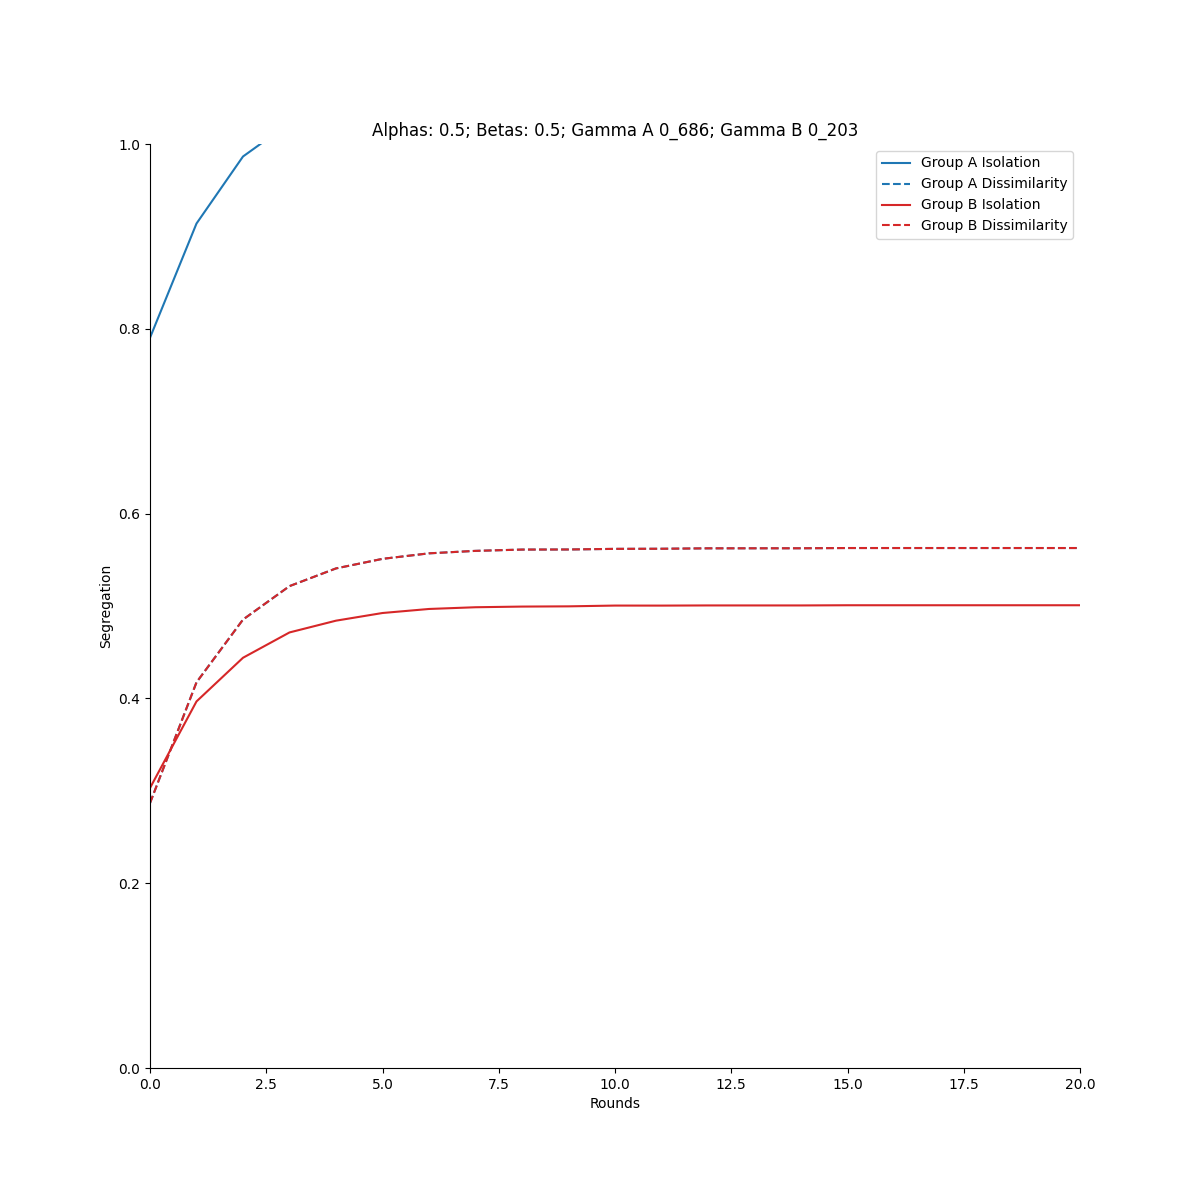 Alphas: 0.5; Betas: 0.5; Gamma A 0_686; Gamma B 0_203
Group A Isolation
Group A Dissimilarity
Group B Isolation
Group B Dissimilarity
1.0
0.8
0.6
0.4
0.2
0.0
Segregation
0.0 2.5 5.0 7.5 10.0 12.5 15.0 17.5 20.0
Rounds